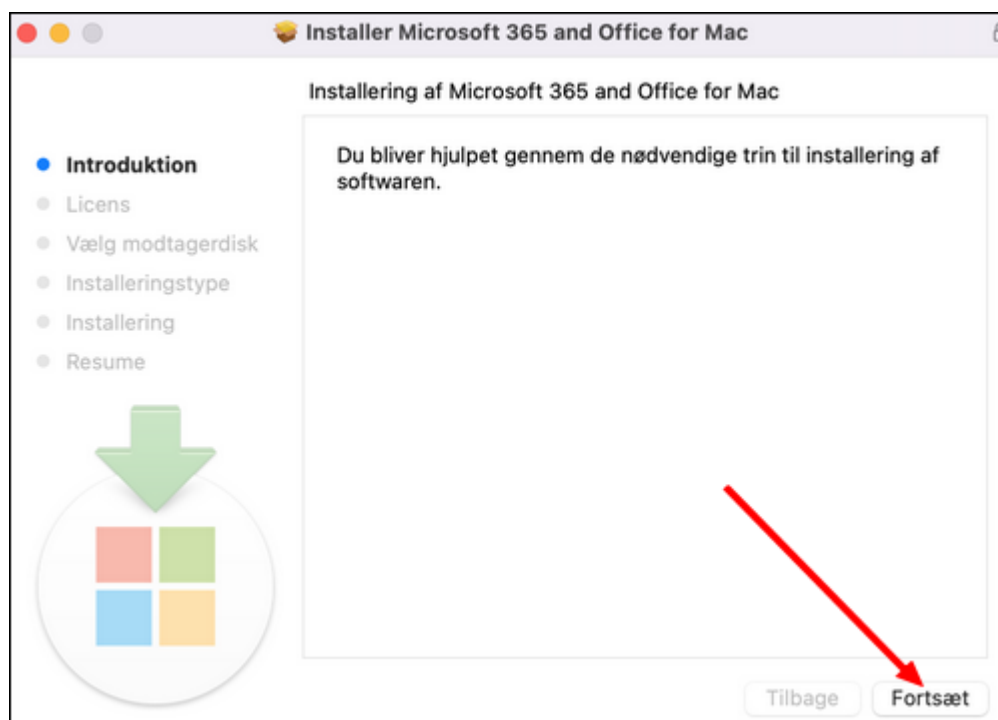 Installer Microsoft 365 and Office for Mac
Installering af Microsoft 365 and Office for Mac
Introduktion
Licens
Vælg modtagerdisk
Installeringstype
Installering
Resume
Du bliver hjulpet gennem de nødvendige trin til installering af
softwaren.
Tilbage
Fortsæt